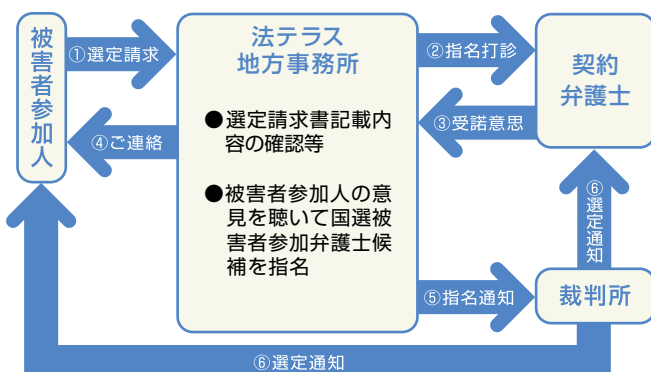 被害者参加人
①選定請求
④ご連絡
法テラス
地方事務所
●選定請求書記載内
容の確認等
●被害者参加人の意
見を聴いて国選被
害者参加弁護士候
補を指名
②指名打診
③受諾意思
契約
弁護士
⑥選定通知
⑤指名通知
裁判所
⑥選定通知